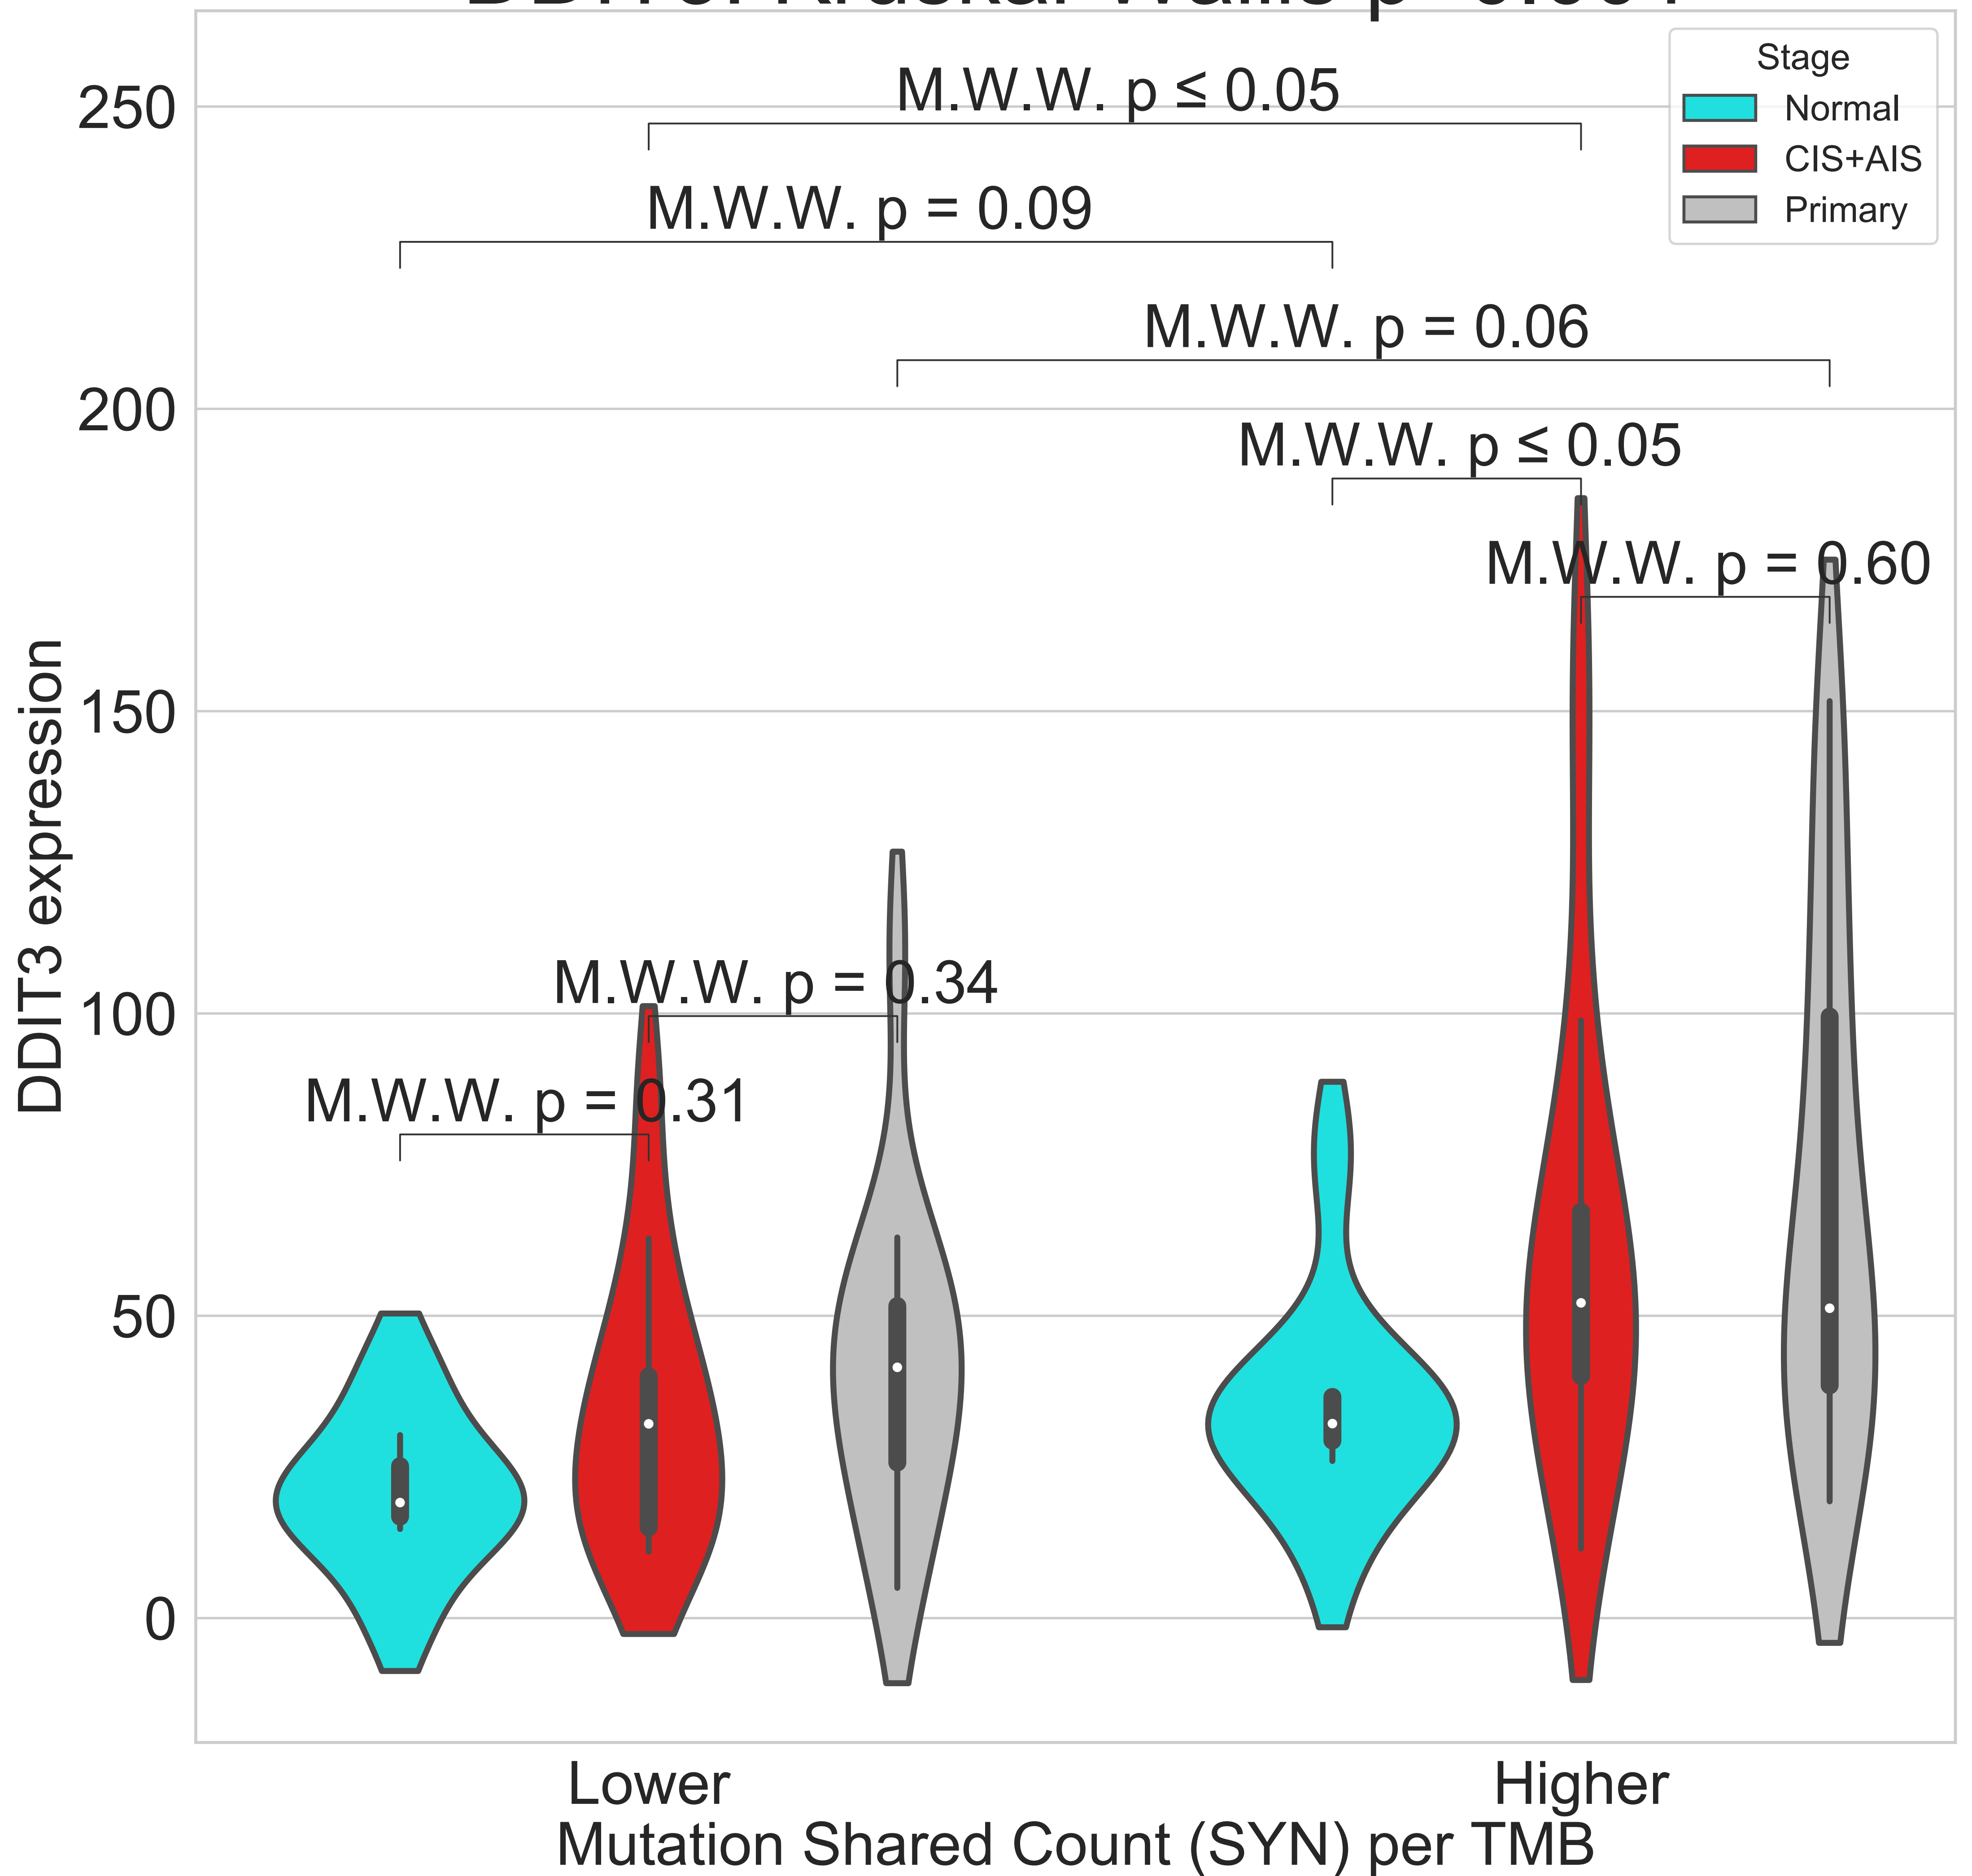 Stage
Normal
CIS+AIS
Primary
M.W.W. p ≤ 0.05
M.W.W. p = 0.09
M.W.W. p = 0.06
M.W.W. p ≤ 0.05
M.W.W. p = 0.60
M.W.W. p = 0.34
M.W.W. p = 0.31
250
200
150
100
50
0
DDIT3 expression
Lower
Higher
Mutation Shared Count (SYN) per TMB